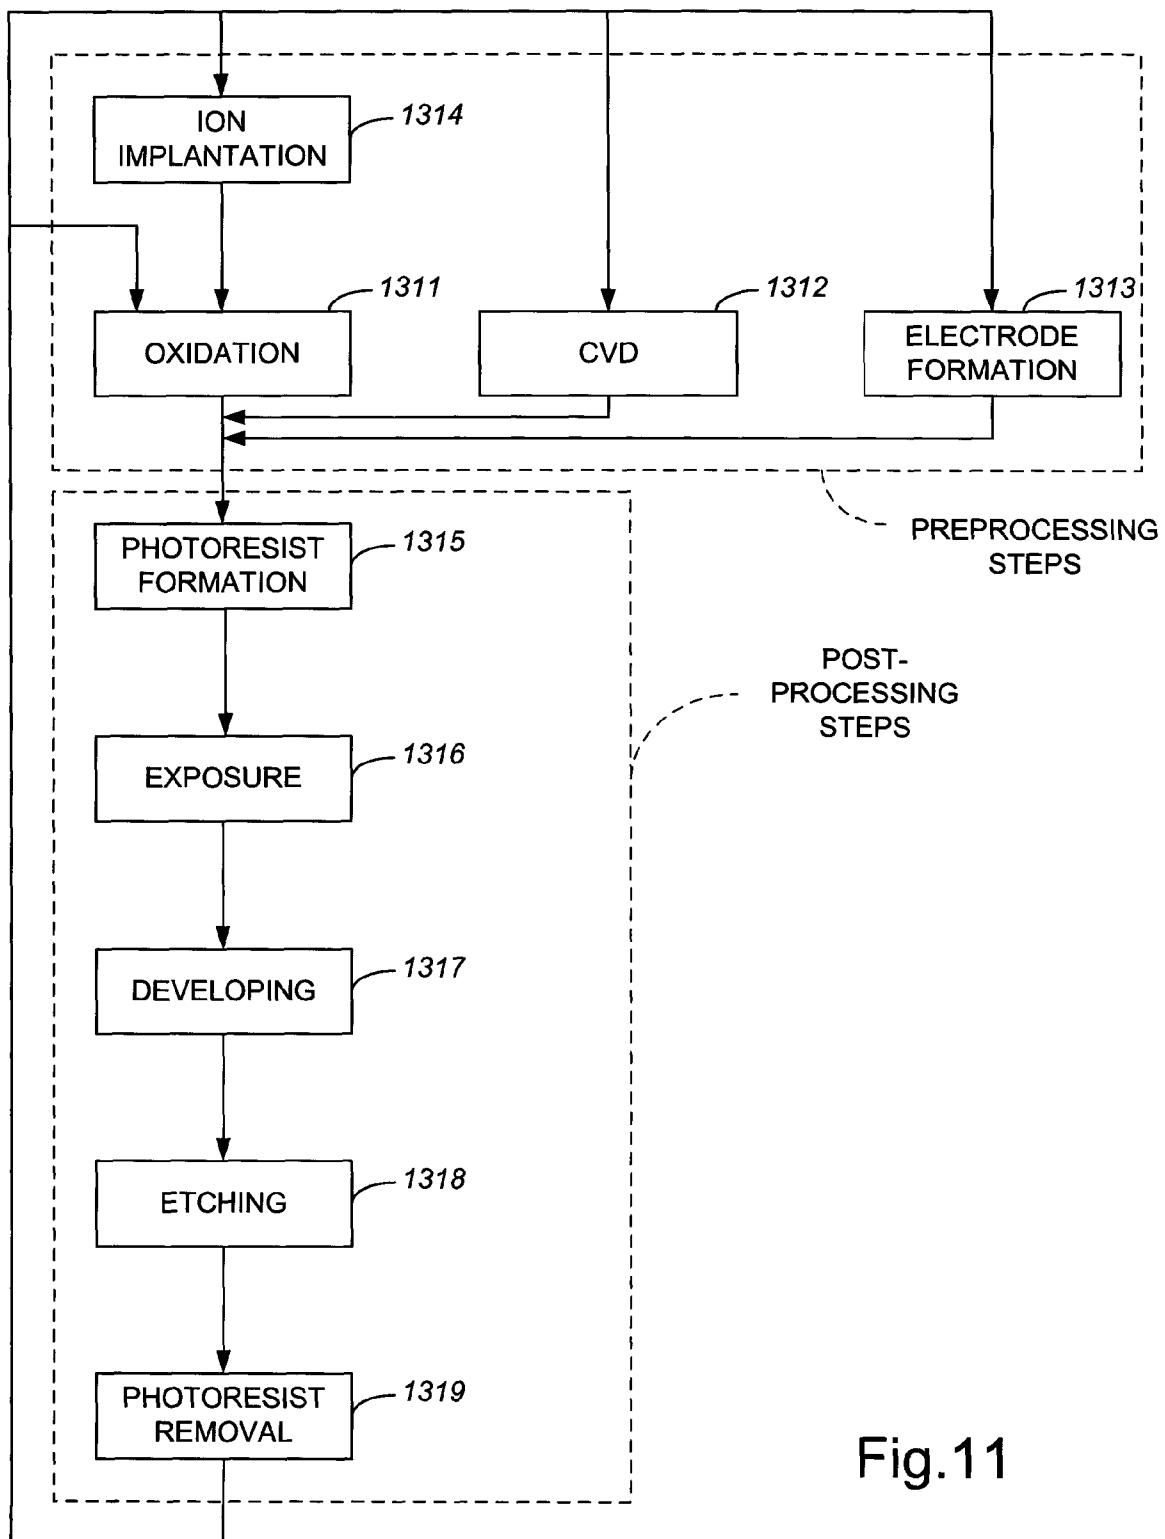 ION
IMPLANTATION
1314
1311
OXIDATION
1312
CVD
1313
ELECTRODE
FORMATION
PREPROCESSING
STEPS
PHOTORESIST
FORMATION
1315
POST-
PROCESSING
STEPS
EXPOSURE
1316
DEVELOPING
1317
ETCHING
1318
PHOTORESIST
REMOVAL
1319
Fig.11